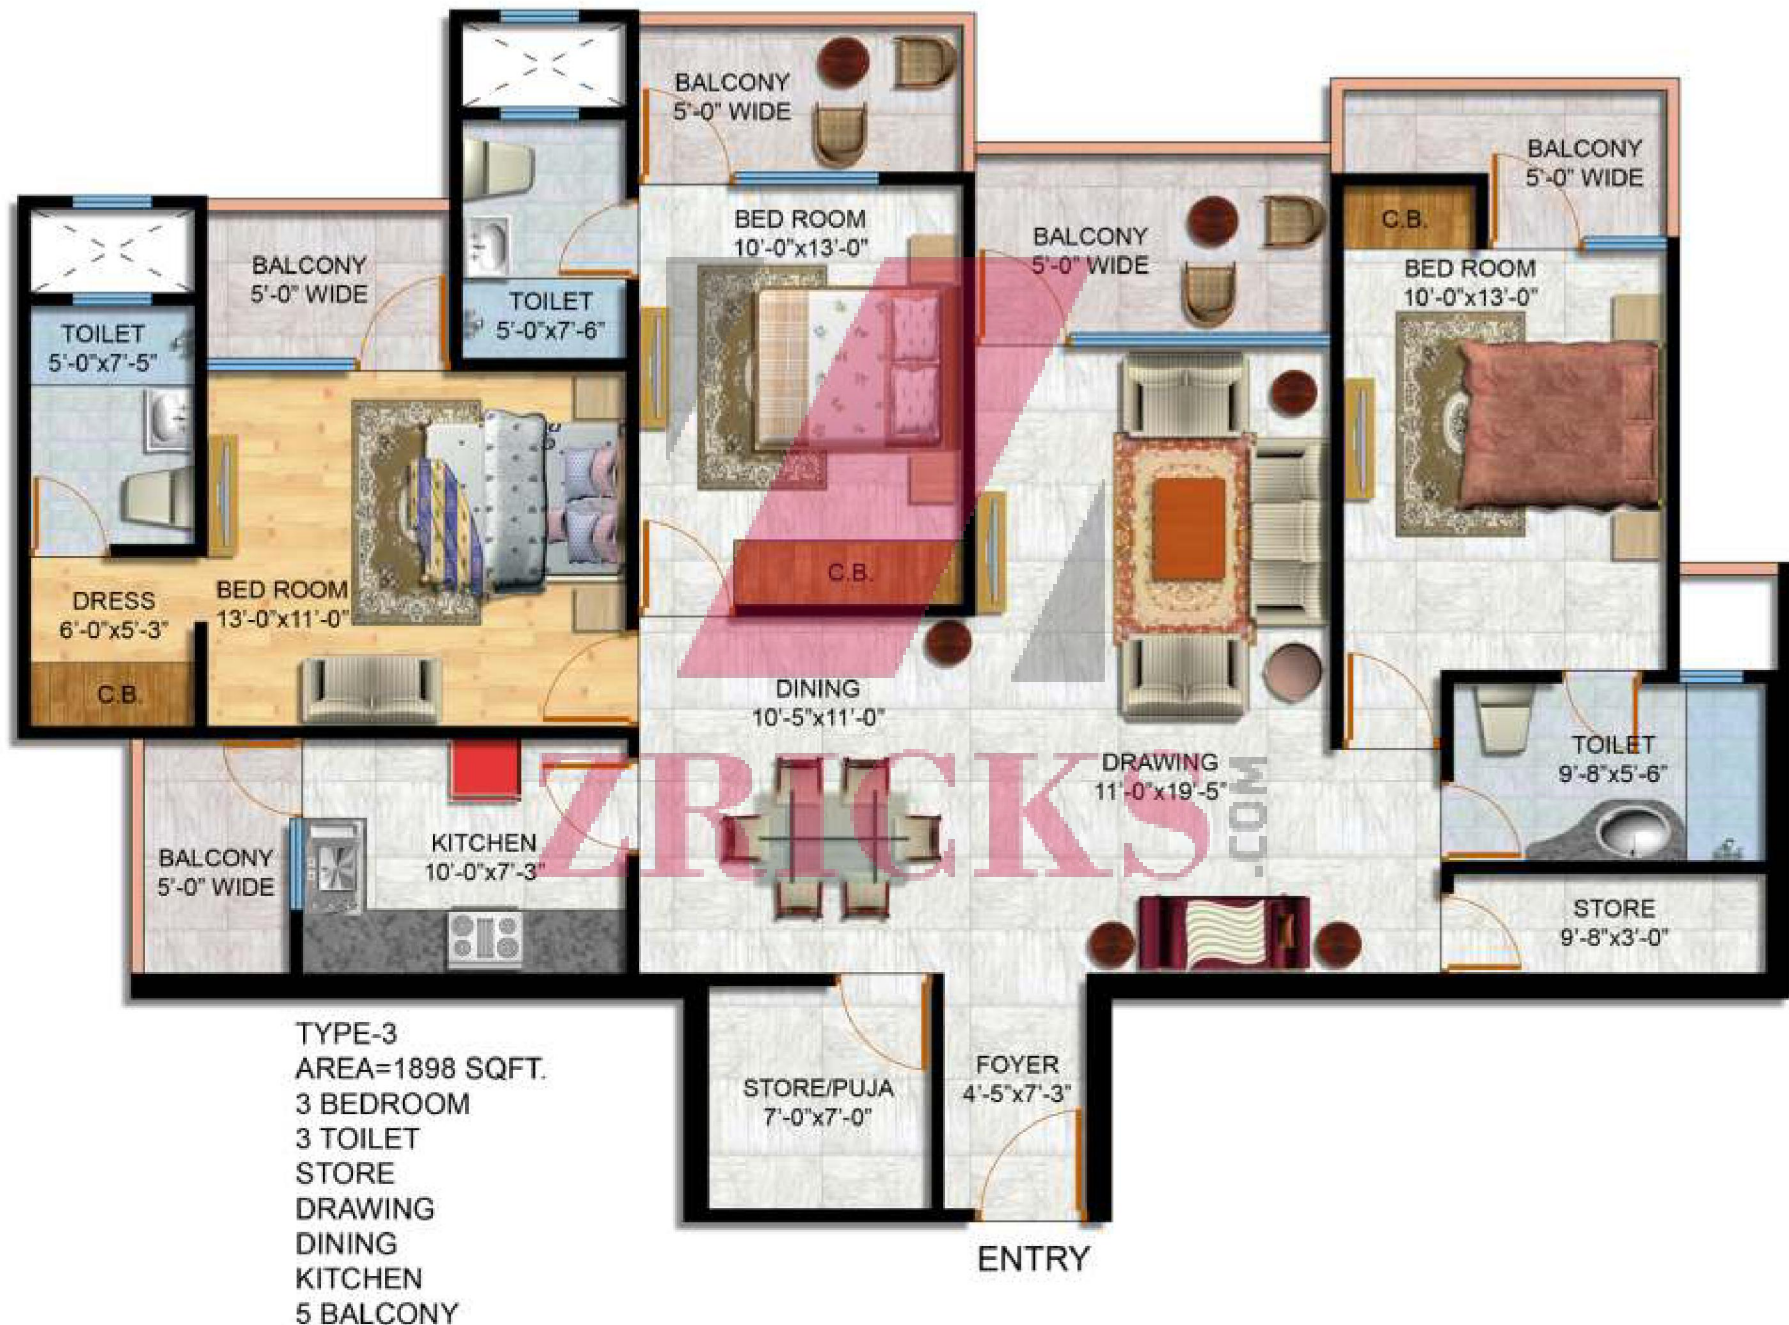 BALCONY
5'-0" WIDE
BALCONY
5'-0" WIDE
C.B.
BED ROOM
10'-0"x13'-0"
BALCONY
5'-0" WIDE
BALCONY
5'-0" WIDE
BED ROOM
10'-0"x13'-0"
TOILET
5'-0"x7'-6"
TOILET
5'-0"x7'-5"
C.B.
BED ROOM
13'-0"x11'-0"
DRESS
6'-0"x5'-3"
C.B.
DINING
10'-5"x11'-0"
DRAWING
11'-0"x19'-5"
TOILET
9'-8"x5'-6"
ZRICKS
.COM
KITCHEN
10'-0"x7'-3"
BALCONY
5'-0" WIDE
STORE
9'-8"x3'-0"
STORE/PUJA
7'-0"x7'-0"
FOYER
4'-5"x7'-3"
ENTRY
TYPE-3
AREA=1898 SQFT.
3 BEDROOM
3 TOILET
STORE
DRAWING
DINING
KITCHEN
5 BALCONY